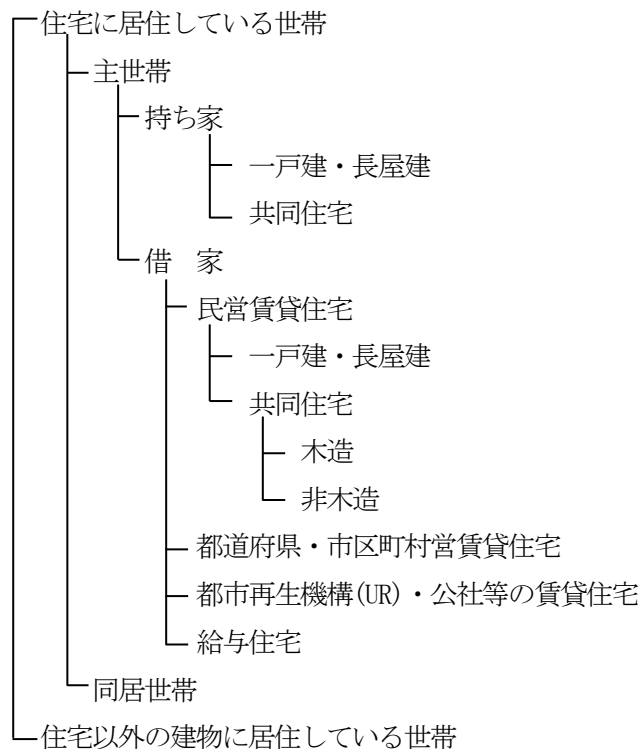 住宅に居住している世帯
主世帯
持ち家
一戸建・長屋建
共同住宅
借　家
民営賃貸住宅
一戸建・長屋建
共同住宅
木造
非木造
都道府県・市区町村営賃貸住宅
都市再生機構(UR)・公社等の賃貸住宅
給与住宅
同居世帯
住宅以外の建物に居住している世帯